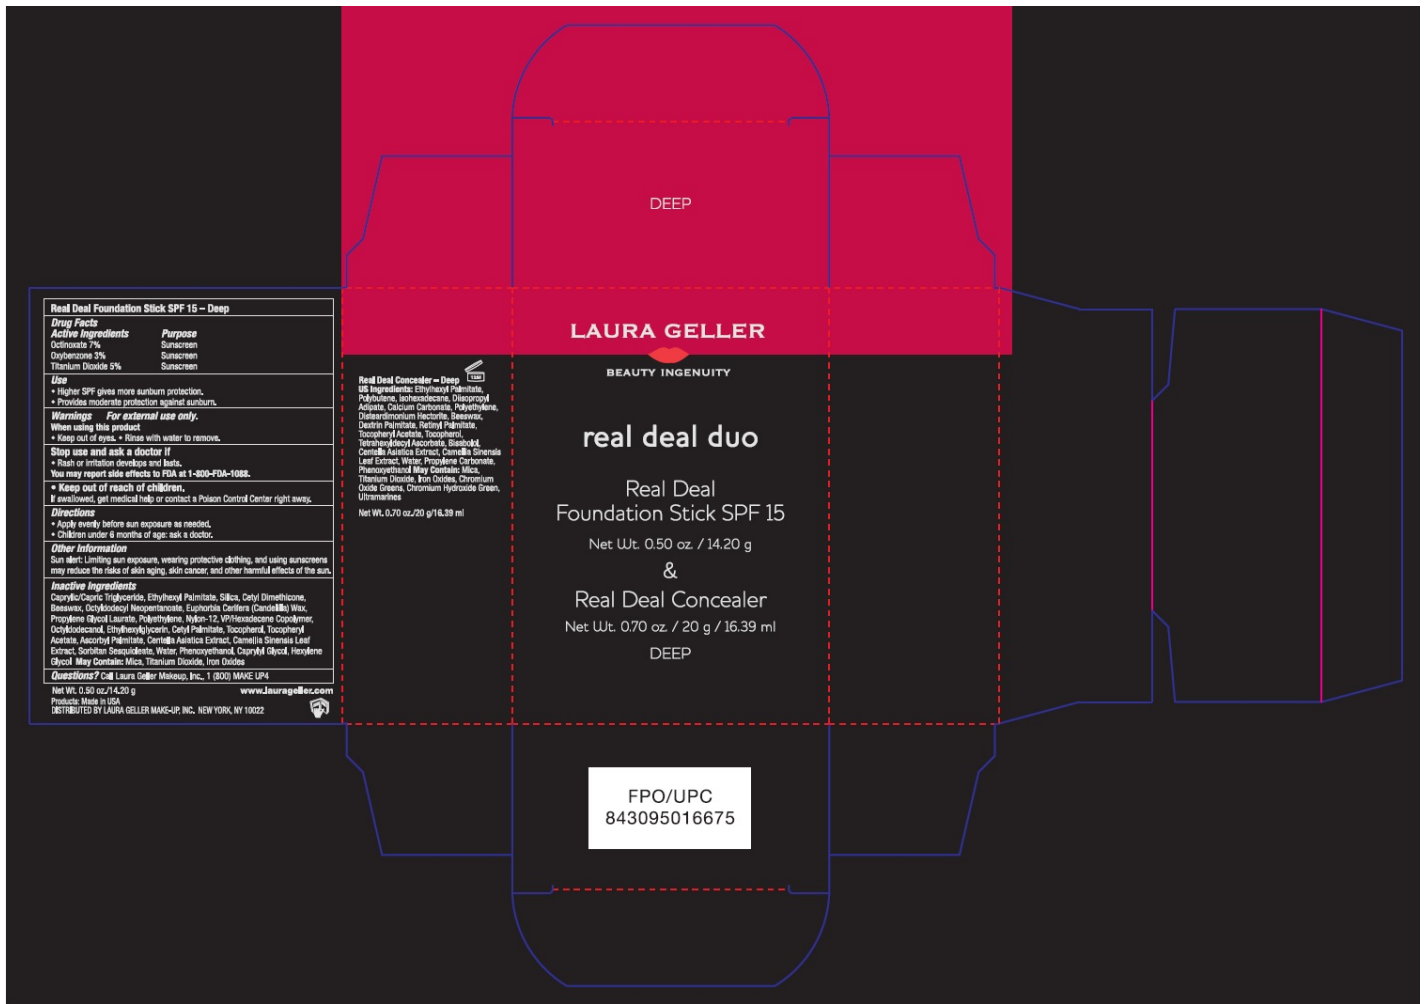 DEEP
Real Deal Foundation Stick SPF 15 – Deep
Drug Facts
Active Ingredients Purpose
Octinoxate 7% Sunscreen
Oxybenzone 3% Sunscreen
Titanium Dioxide 5% Sunscreen
Use
• Higher SPF gives more sunburn protection.
• Provides moderate protection against sunburn.
Warnings For external use only.
When using this product
• Keep out of eyes. • Rinse with water to remove.
Stop use and ask a doctor if
• Rash or irritation develops and lasts.
You may report side effects to FDA at 1-800-FDA-1088.
• Keep out of reach of children.
If swallowed, get medical help or contact a Poison Control Center right away.
Directions
• Apply evenly before sun exposure as needed.
• Children under 6 months of age: ask a doctor.
Other Information
Sun alert: Limiting sun exposure, wearing protective clothing, and using sunscreens
may reduce the risks of skin aging, skin cancer, and other harmful effects of the sun.
Inactive Ingredients
Caprylic/Capric Triglyceride, Ethylhexyl Palmitate, Silica, Cetyl Dimethicone,
Beeswax, Octyldodecyl Neopentanoate, Euphorbia Cerifera (Candelilla) Wax,
Propylene Glycol Laurate, Polyethylene, Nylon-12, VP/Hexadecene Copolymer,
Octyldodecanol, Ethylhexylglycerin, Cetyl Palmitate, Tocopherol, Tocopheryl
Acetate, Ascorbyl Palmitate, Centella Asiatica Extract, Camellia Sinensis Leaf
Extract, Sorbitan Sesquioleate, Water, Phenoxyethanol, Caprylyl Glycol, Hexylene
Glycol May Contain: Mica, Titanium Dioxide, Iron Oxides
Questions? Call Laura Geller Makeup, Inc., 1 (800) MAKE UP4
Net Wt. 0.50 oz./14.20 g www.laurageller.com
Products: Made in USA
DISTRIBUTED BY LAURA GELLER MAKE-UP, INC. NEW YORK, NY 10022
Real Deal Concealer – Deep
US Ingredients: Ethylhexyl Palmitate,
Polybutene, Isohexadecane, Diisopropyl
Adipate, Calcium Carbonate, Polyethylene,
Disteardimonium Hectorite, Beeswax,
Dextrin Palmitate, Retinyl Palmitate,
Tocopheryl Acetate, Tocopherol,
Tetrahexyldecyl Ascorbate, Bisabolol,
Centella Asiatica Extract, Camellia Sinensis
Leaf Extract, Water, Propylene Carbonate,
Phenoxyethanol May Contain: Mica,
Titanium Dioxide, Iron Oxides, Chromium
Oxide Greens, Chromium Hydroxide Green,
Ultramarines
Net Wt. 0.70 oz./20 g/16.39 ml
LAURA GELLER
BEAUTY INGENUITY
real deal duo
Real Deal
Foundation Stick SPF 15
Net Wt. 0.50 oz. / 14.20 g
&
Real Deal Concealer
Net Wt. 0.70 oz. / 20 g / 16.39 ml
DEEP
FPO/UPC
843095016675